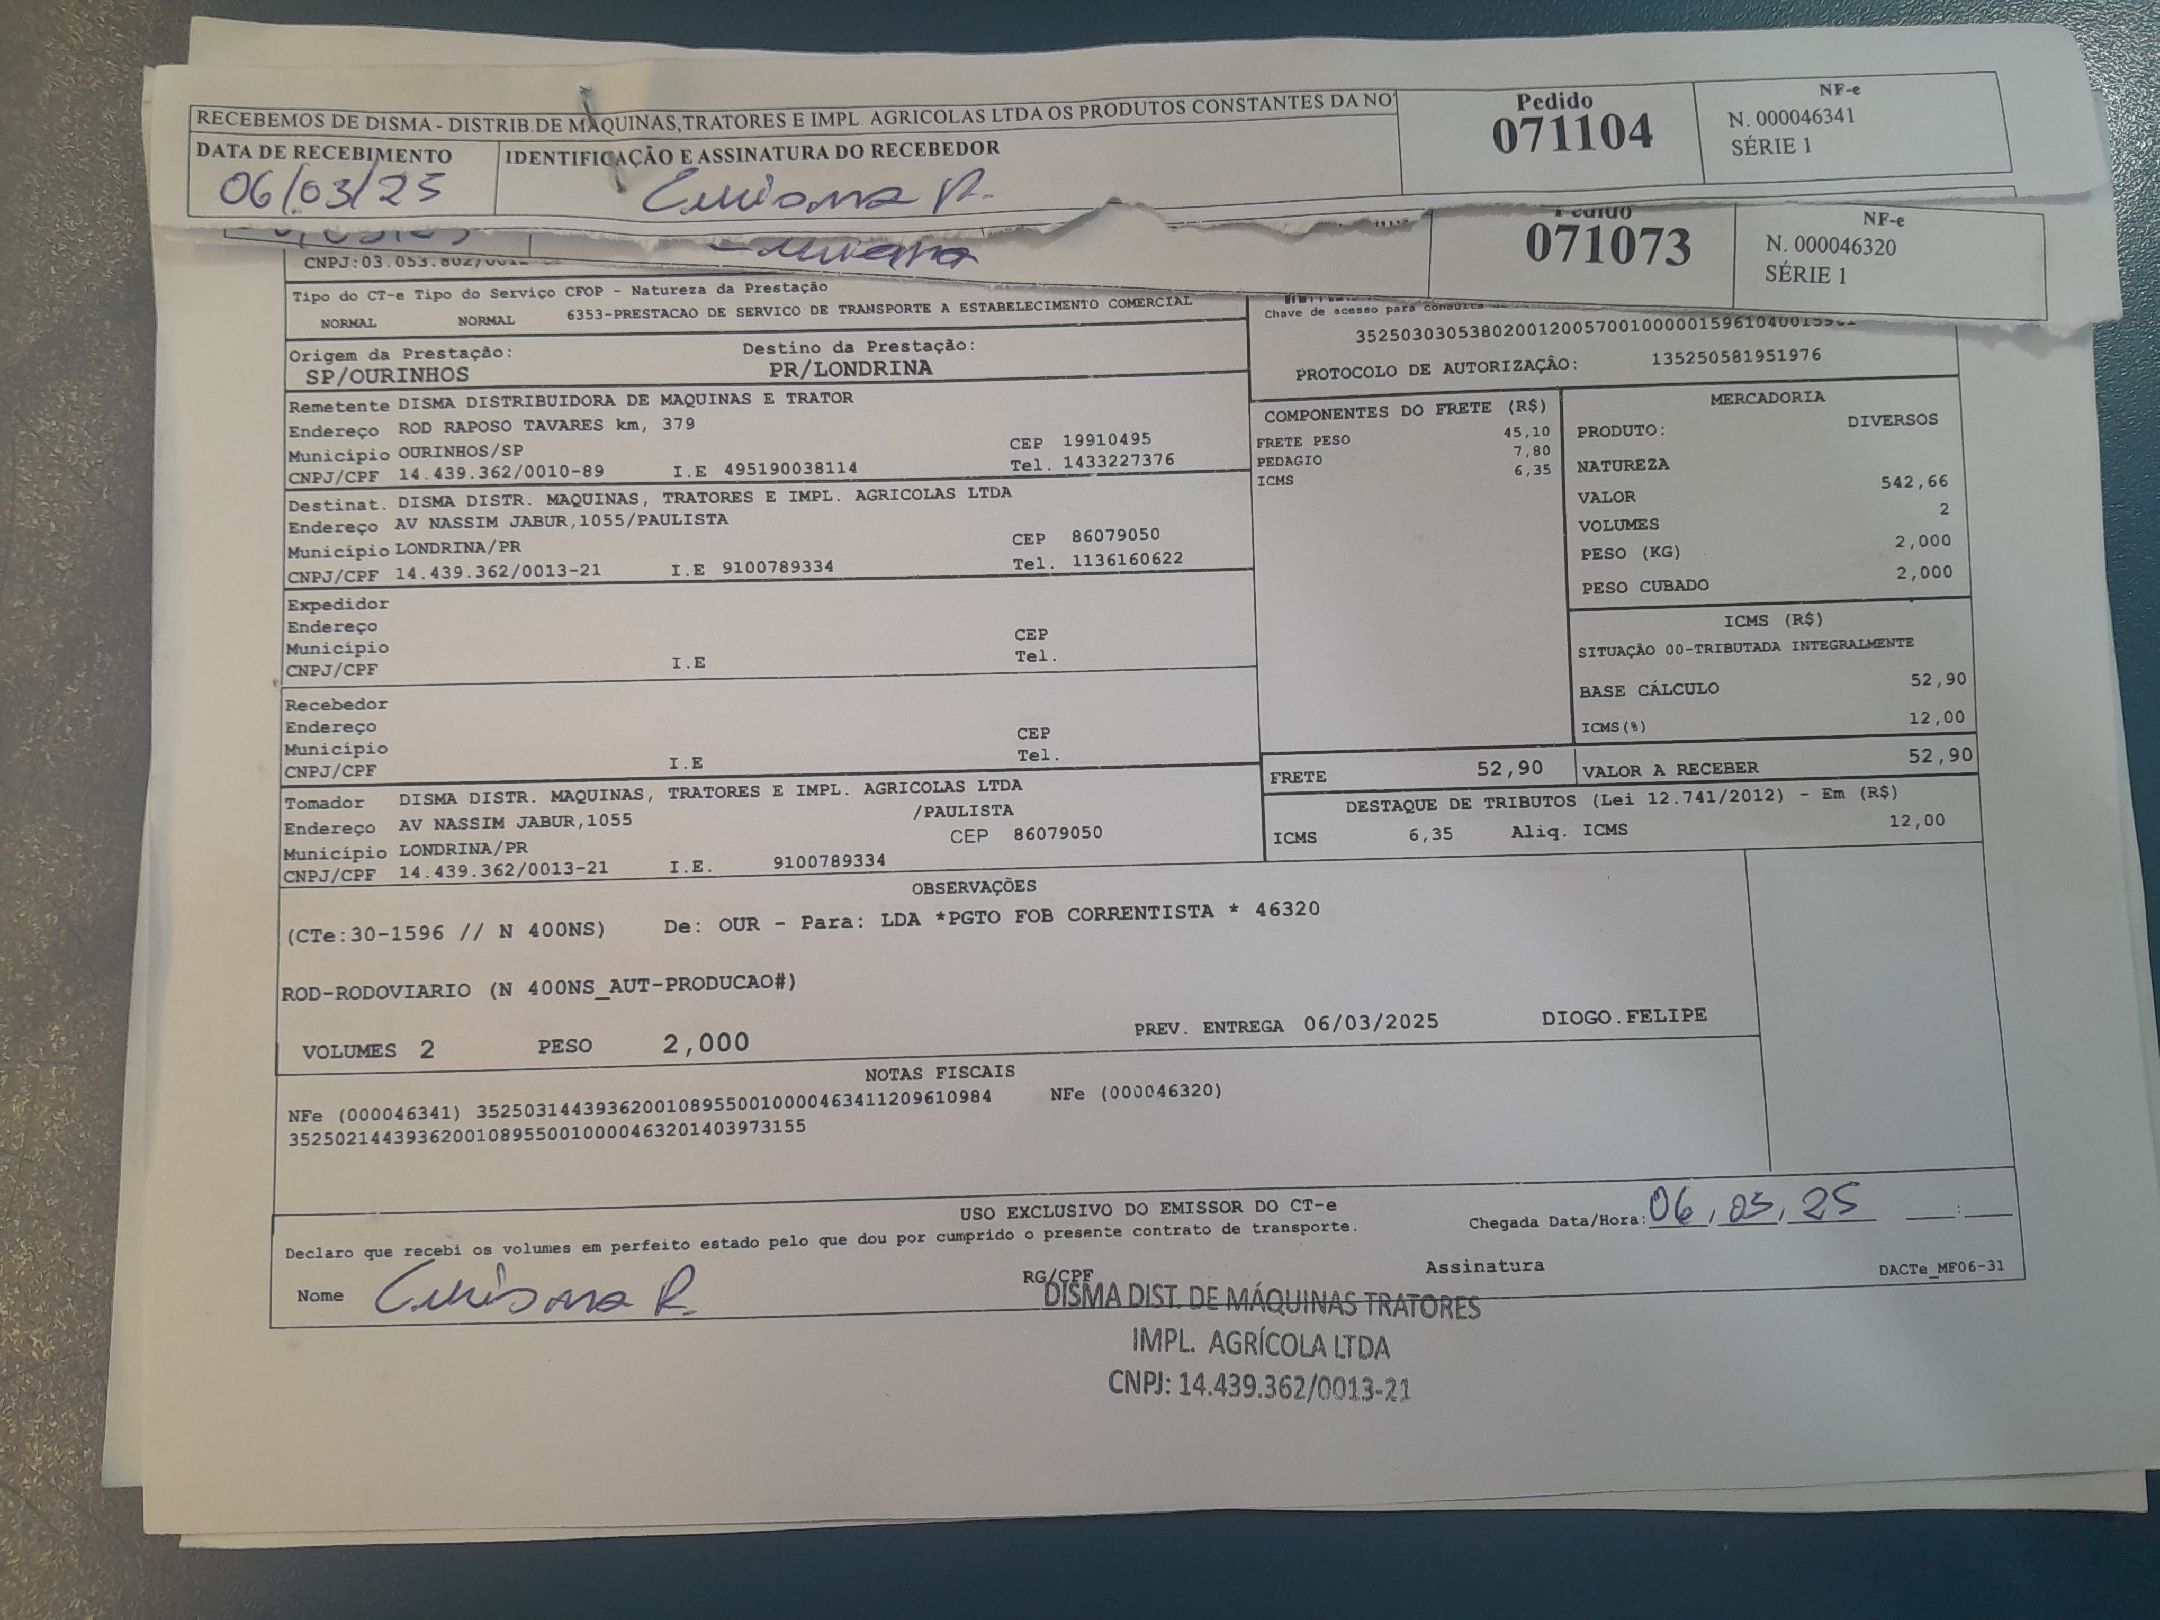 RECEBEMOS DE DISMA - DISTRIB.DE MAQUINAS,TRATORES E IMPL. AGRICOLAS LTDA OS PRODUTOS CONSTANTES DA NO
Pedido
071104
NF-e
N. 000046341
SÉRIE 1
DATA DE RECEBIMENTO
IDENTIFICAÇÃO E ASSINATURA DO RECEBEDOR
06/03/25
071073
NF-e
N. 000046320
SÉRIE 1
CNPJ:03.053.802/
Tipo do CT-e Tipo do Serviço CFOP - Natureza da Prestação
NORMAL NORMAL 6353-PRESTACAO DE SERVICO DE TRANSPORTE A ESTABELECIMENTO COMERCIAL
Chave de acesso para consulta
PROTOCOLO DE AUTORIZAÇÂO: 135250581951976
Origem da Prestação: Destino da Prestação:
SP/OURINHOS PR/LONDRINA
Remetente DISMA DISTRIBUIDORA DE MAQUINAS E TRATOR
Endereço ROD RAPOSO TAVARES km, 379
Municipio OURINHOS/SP CEP 19910495
CNPJ/CPF 14.439.362/0010-89 I.E 495190038114 Tel. 1433227376
Destinat. DISMA DISTR. MAQUINAS, TRATORES E IMPL. AGRICOLAS LTDA
Endereço AV NASSIM JABUR,1055/PAULISTA
Município LONDRINA/PR CEP 86079050
CNPJ/CPF 14.439.362/0013-21 I.E 9100789334 Tel. 1136160622
Expedidor
Endereço
Município CEP
CNPJ/CPF I.E Tel.
Recebedor
Endereço
Município CEP
CNPJ/CPF I.E Tel.
Tomador DISMA DISTR. MAQUINAS, TRATORES E IMPL. AGRICOLAS LTDA
Endereço AV NASSIM JABUR,1055 /PAULISTA
Município LONDRINA/PR CEP 86079050
CNPJ/CPF 14.439.362/0013-21 I.E. 9100789334
COMPONENTES DO FRETE (R$)
FRETE PESO 45,10
PEDAGIO 7,80
ICMS 6,35
MERCADORIA
PRODUTO: DIVERSOS
NATUREZA
VALOR 542,66
VOLUMES 2
PESO (KG) 2,000
PESO CUBADO 2,000
ICMS (R$)
SITUAÇÃO 00-TRIBUTADA INTEGRALMENTE
BASE CÁLCULO 52,90
ICMS(%) 12,00
FRETE 52,90 VALOR A RECEBER 52,90
DESTAQUE DE TRIBUTOS (Lei 12.741/2012) - Em (R$)
ICMS 6,35 Aliq. ICMS 12,00
OBSERVAÇÕES
(CTe:30-1596 // N 400NS) De: OUR - Para: LDA *PGTO FOB CORRENTISTA * 46320
ROD-RODOVIARIO (N 400NS_AUT-PRODUCAO#)
VOLUMES 2 PESO 2,000 PREV. ENTREGA 06/03/2025 DIOGO.FELIPE
NOTAS FISCAIS
NFe (000046341) 35250314439362001089550010000463411209610984 NFe (000046320)
35250214439362001089550010000463201403973155
USO EXCLUSIVO DO EMISSOR DO CT-e
Declaro que recebi os volumes em perfeito estado pelo que dou por cumprido o presente contrato de transporte.
Chegada Data/Hora: 06, 03, 25 :
Nome RG/CPF Assinatura DACTe_MF06-31
DISMA DIST. DE MÁQUINAS TRATORES
IMPL. AGRÍCOLA LTDA
CNPJ: 14.439.362/0013-21